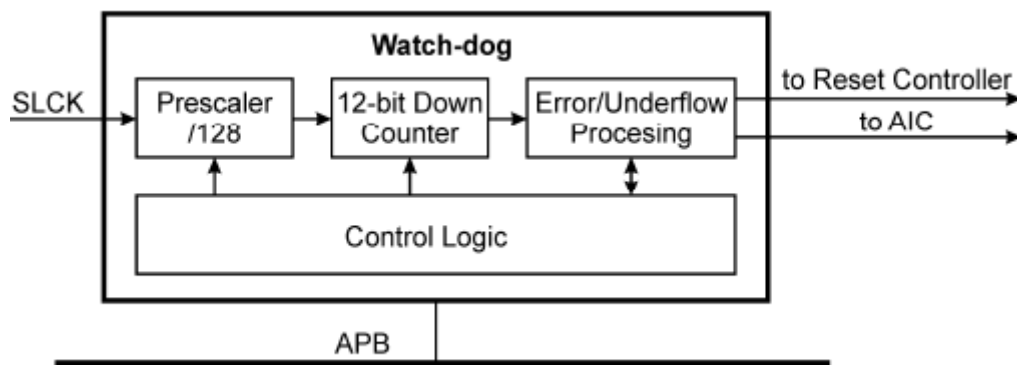 Watch-dog
SLCK
Prescaler
/128
12-bit Down
Counter
Error/Underflow
Procesing
to Reset Controller
to AIC
Control Logic
APB